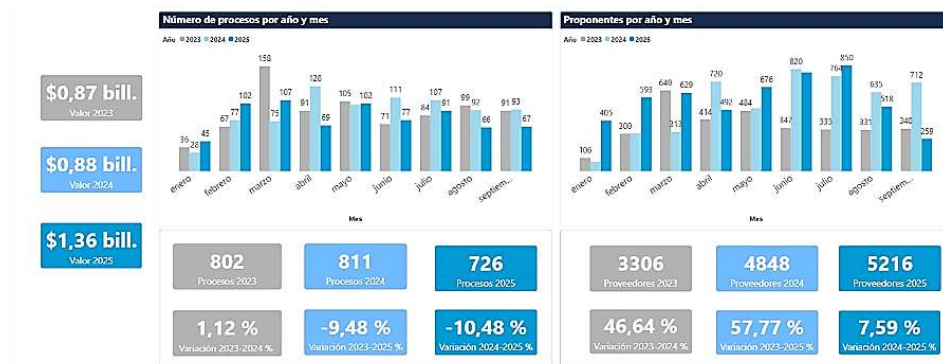 Número de procesos por año y mes
Año 2023 2024 2025
158
128
111
107
107
105
102
102
99
92
91
91
91 93
84
77
77
75
71
69
67
67
66
45
36
28
enero
febrero
marzo
abril
mayo
junio
julio
agosto
septiem...
Mes
Proponentes por año y mes
Año 2023 2024 2025
850
820
764
720
712
676
649
635
629
593
518
492
484
414
405
347
340
335
331
300
259
213
106
enero
febrero
marzo
abril
mayo
junio
julio
agosto
septiem...
Mes
$0,87 bill.
Valor 2023
$0,88 bill.
Valor 2024
$1,36 bill.
Valor 2025
802
Procesos 2023
811
Procesos 2024
726
Procesos 2025
1,12 %
Variación 2023-2024 %
-9,48 %
Variación 2023-2025 %
-10,48 %
Variación 2024-2025 %
3306
Proveedores 2023
4848
Proveedores 2024
5216
Proveedores 2025
46,64 %
Variación 2023-2024 %
57,77 %
Variación 2023-2025 %
7,59 %
Variación 2024-2025 %